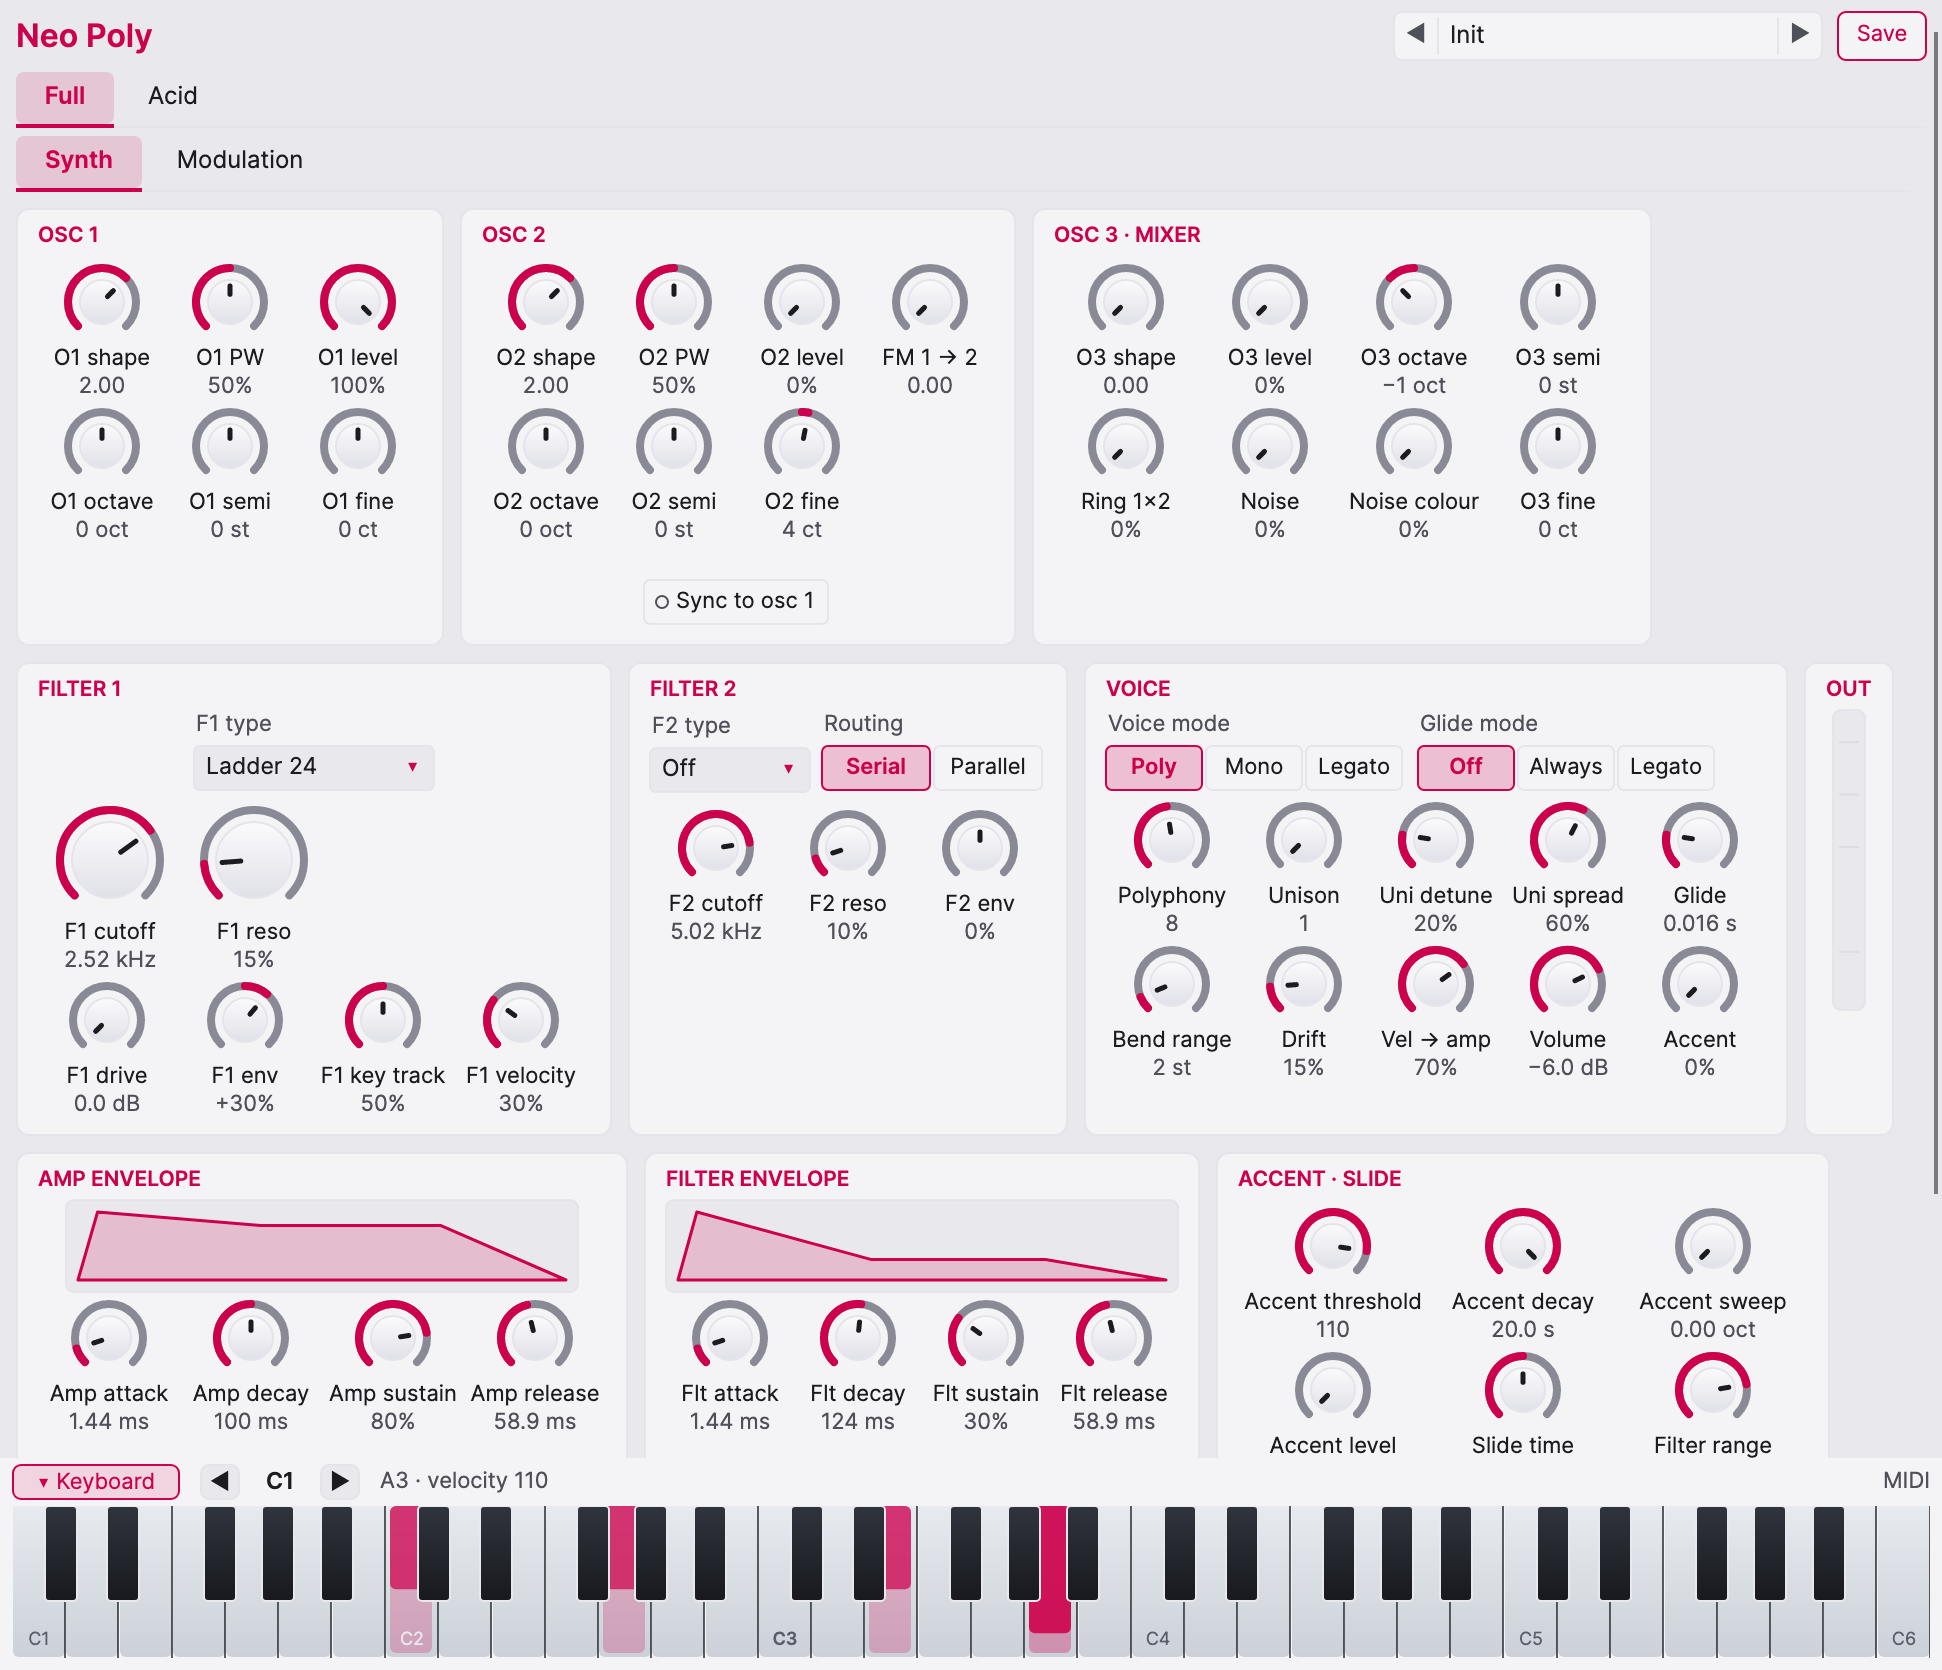 Neo Poly
◀ Init ▶ Save
Full Acid
Synth Modulation
OSC 1
O1 shape O1 PW O1 level
2.00 50% 100%
O1 octave O1 semi O1 fine
0 oct 0 st 0 ct
OSC 2
O2 shape O2 PW O2 level FM 1 → 2
2.00 50% 0% 0.00
O2 octave O2 semi O2 fine
0 oct 0 st 4 ct
Sync to osc 1
OSC 3 · MIXER
O3 shape O3 level O3 octave O3 semi
0.00 0% −1 oct 0 st
Ring 1×2 Noise Noise colour O3 fine
0% 0% 0% 0 ct
FILTER 1
F1 type
Ladder 24 ▼
F1 cutoff F1 reso
2.52 kHz 15%
F1 drive F1 env F1 key track F1 velocity
0.0 dB +30% 50% 30%
FILTER 2
F2 type Routing
Off ▼ Serial Parallel
F2 cutoff F2 reso F2 env
5.02 kHz 10% 0%
VOICE
Voice mode Glide mode
Poly Mono Legato Off Always Legato
Polyphony Unison Uni detune Uni spread Glide
8 1 20% 60% 0.016 s
Bend range Drift Vel → amp Volume Accent
2 st 15% 70% −6.0 dB 0%
OUT
AMP ENVELOPE
Amp attack Amp decay Amp sustain Amp release
1.44 ms 100 ms 80% 58.9 ms
FILTER ENVELOPE
Flt attack Flt decay Flt sustain Flt release
1.44 ms 124 ms 30% 58.9 ms
ACCENT · SLIDE
Accent threshold Accent decay Accent sweep
110 20.0 s 0.00 oct
Accent level Slide time Filter range
▼ Keyboard ◀ C1 ▶ A3 · velocity 110 MIDI
C1 C2 C3 C4 C5 C6